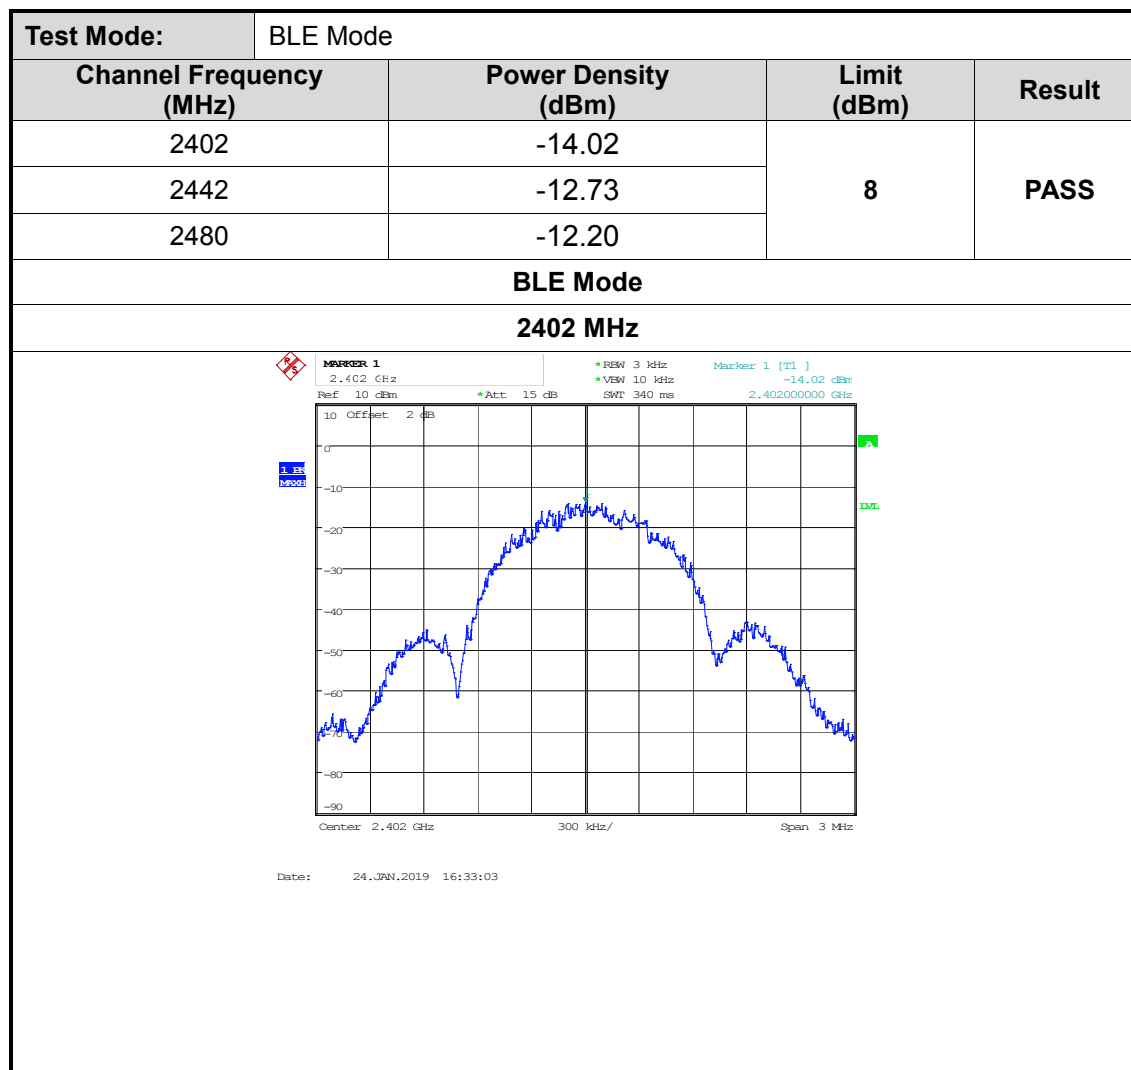 Test Mode: BLE Mode
Channel Frequency (MHz) Power Density (dBm) Limit (dBm) Result
2402 -14.02
2442 -12.73 8 PASS
2480 -12.20
BLE Mode
2402 MHz
R S
MARKER 1 *RBW 3 kHz Marker 1 [T1 ]
2.402 GHz *VBW 10 kHz -14.02 dBm
Ref 10 dBm *Att 15 dB SWT 340 ms 2.402000000 GHz
10 Offset 2 dB
0 A
1 PK
MAXH
-10
LVL
-20
-30
-40
-50
-60
-70
-80
-90
Center 2.402 GHz 300 kHz/ Span 3 MHz
Date: 24.JAN.2019 16:33:03